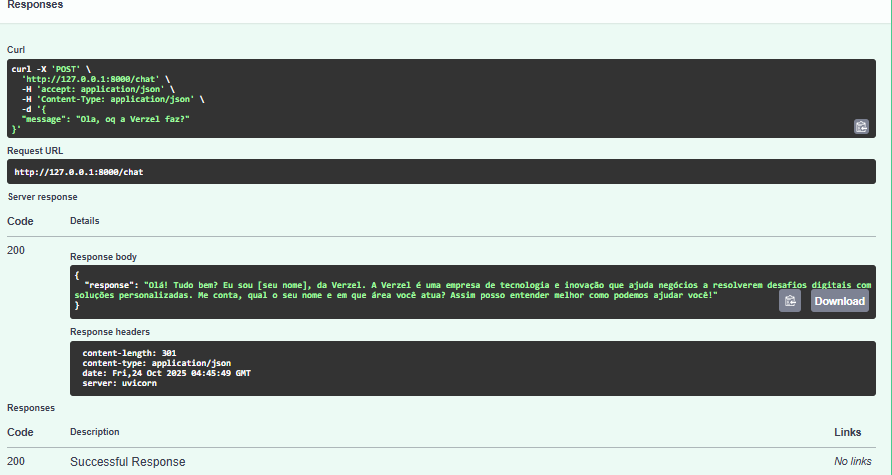 Responses
Curl
curl -X 'POST' \
'http://127.0.0.1:8000/chat' \
-H 'accept: application/json' \
-H 'Content-Type: application/json' \
-d '{
"message": "Ola, oq a Verzel faz?"
}'
Request URL
http://127.0.0.1:8000/chat
Server response
Code Details
200
Response body
{
"response": "Olá! Tudo bem? Eu sou [seu nome], da Verzel. A Verzel é uma empresa de tecnologia e inovação que ajuda negócios a resolverem desafios digitais com
soluções personalizadas. Me conta, qual o seu nome e em que área você atua? Assim posso entender melhor como podemos ajudar você!"
}
Download
Response headers
content-length: 301
content-type: application/json
date: Fri,24 Oct 2025 04:45:49 GMT
server: uvicorn
Responses
Code Description Links
200 Successful Response No links